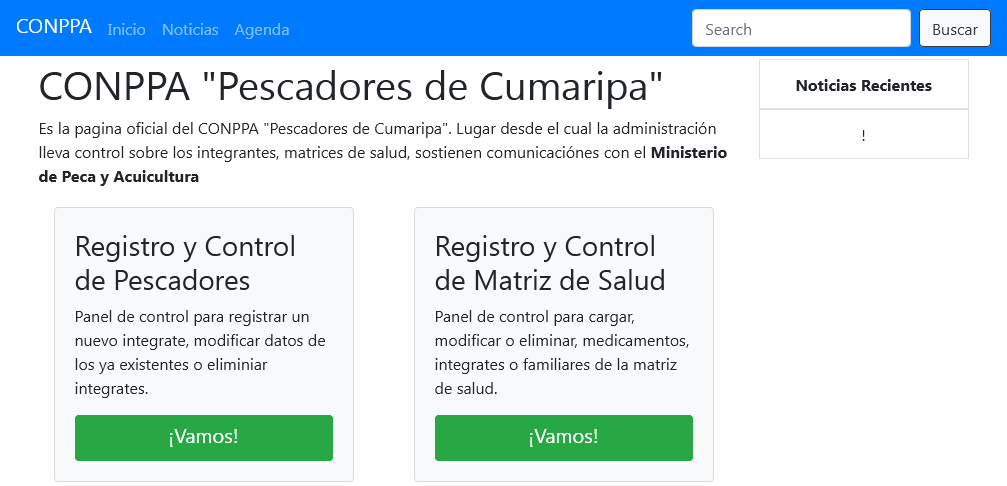 CONPPA Inicio Noticias Agenda Search Buscar
CONPPA "Pescadores de Cumaripa"
Es la pagina oficial del CONPPA "Pescadores de Cumaripa". Lugar desde el cual la administración
lleva control sobre los integrantes, matrices de salud, sostienen comunicaciónes con el Ministerio
de Peca y Acuicultura
Registro y Control
de Pescadores
Panel de control para registrar un
nuevo integrate, modificar datos de
los ya existentes o eliminiar
integrates.
¡Vamos!
Registro y Control
de Matriz de Salud
Panel de control para cargar,
modificar o eliminar, medicamentos,
integrates o familiares de la matriz
de salud.
¡Vamos!
Noticias Recientes
!